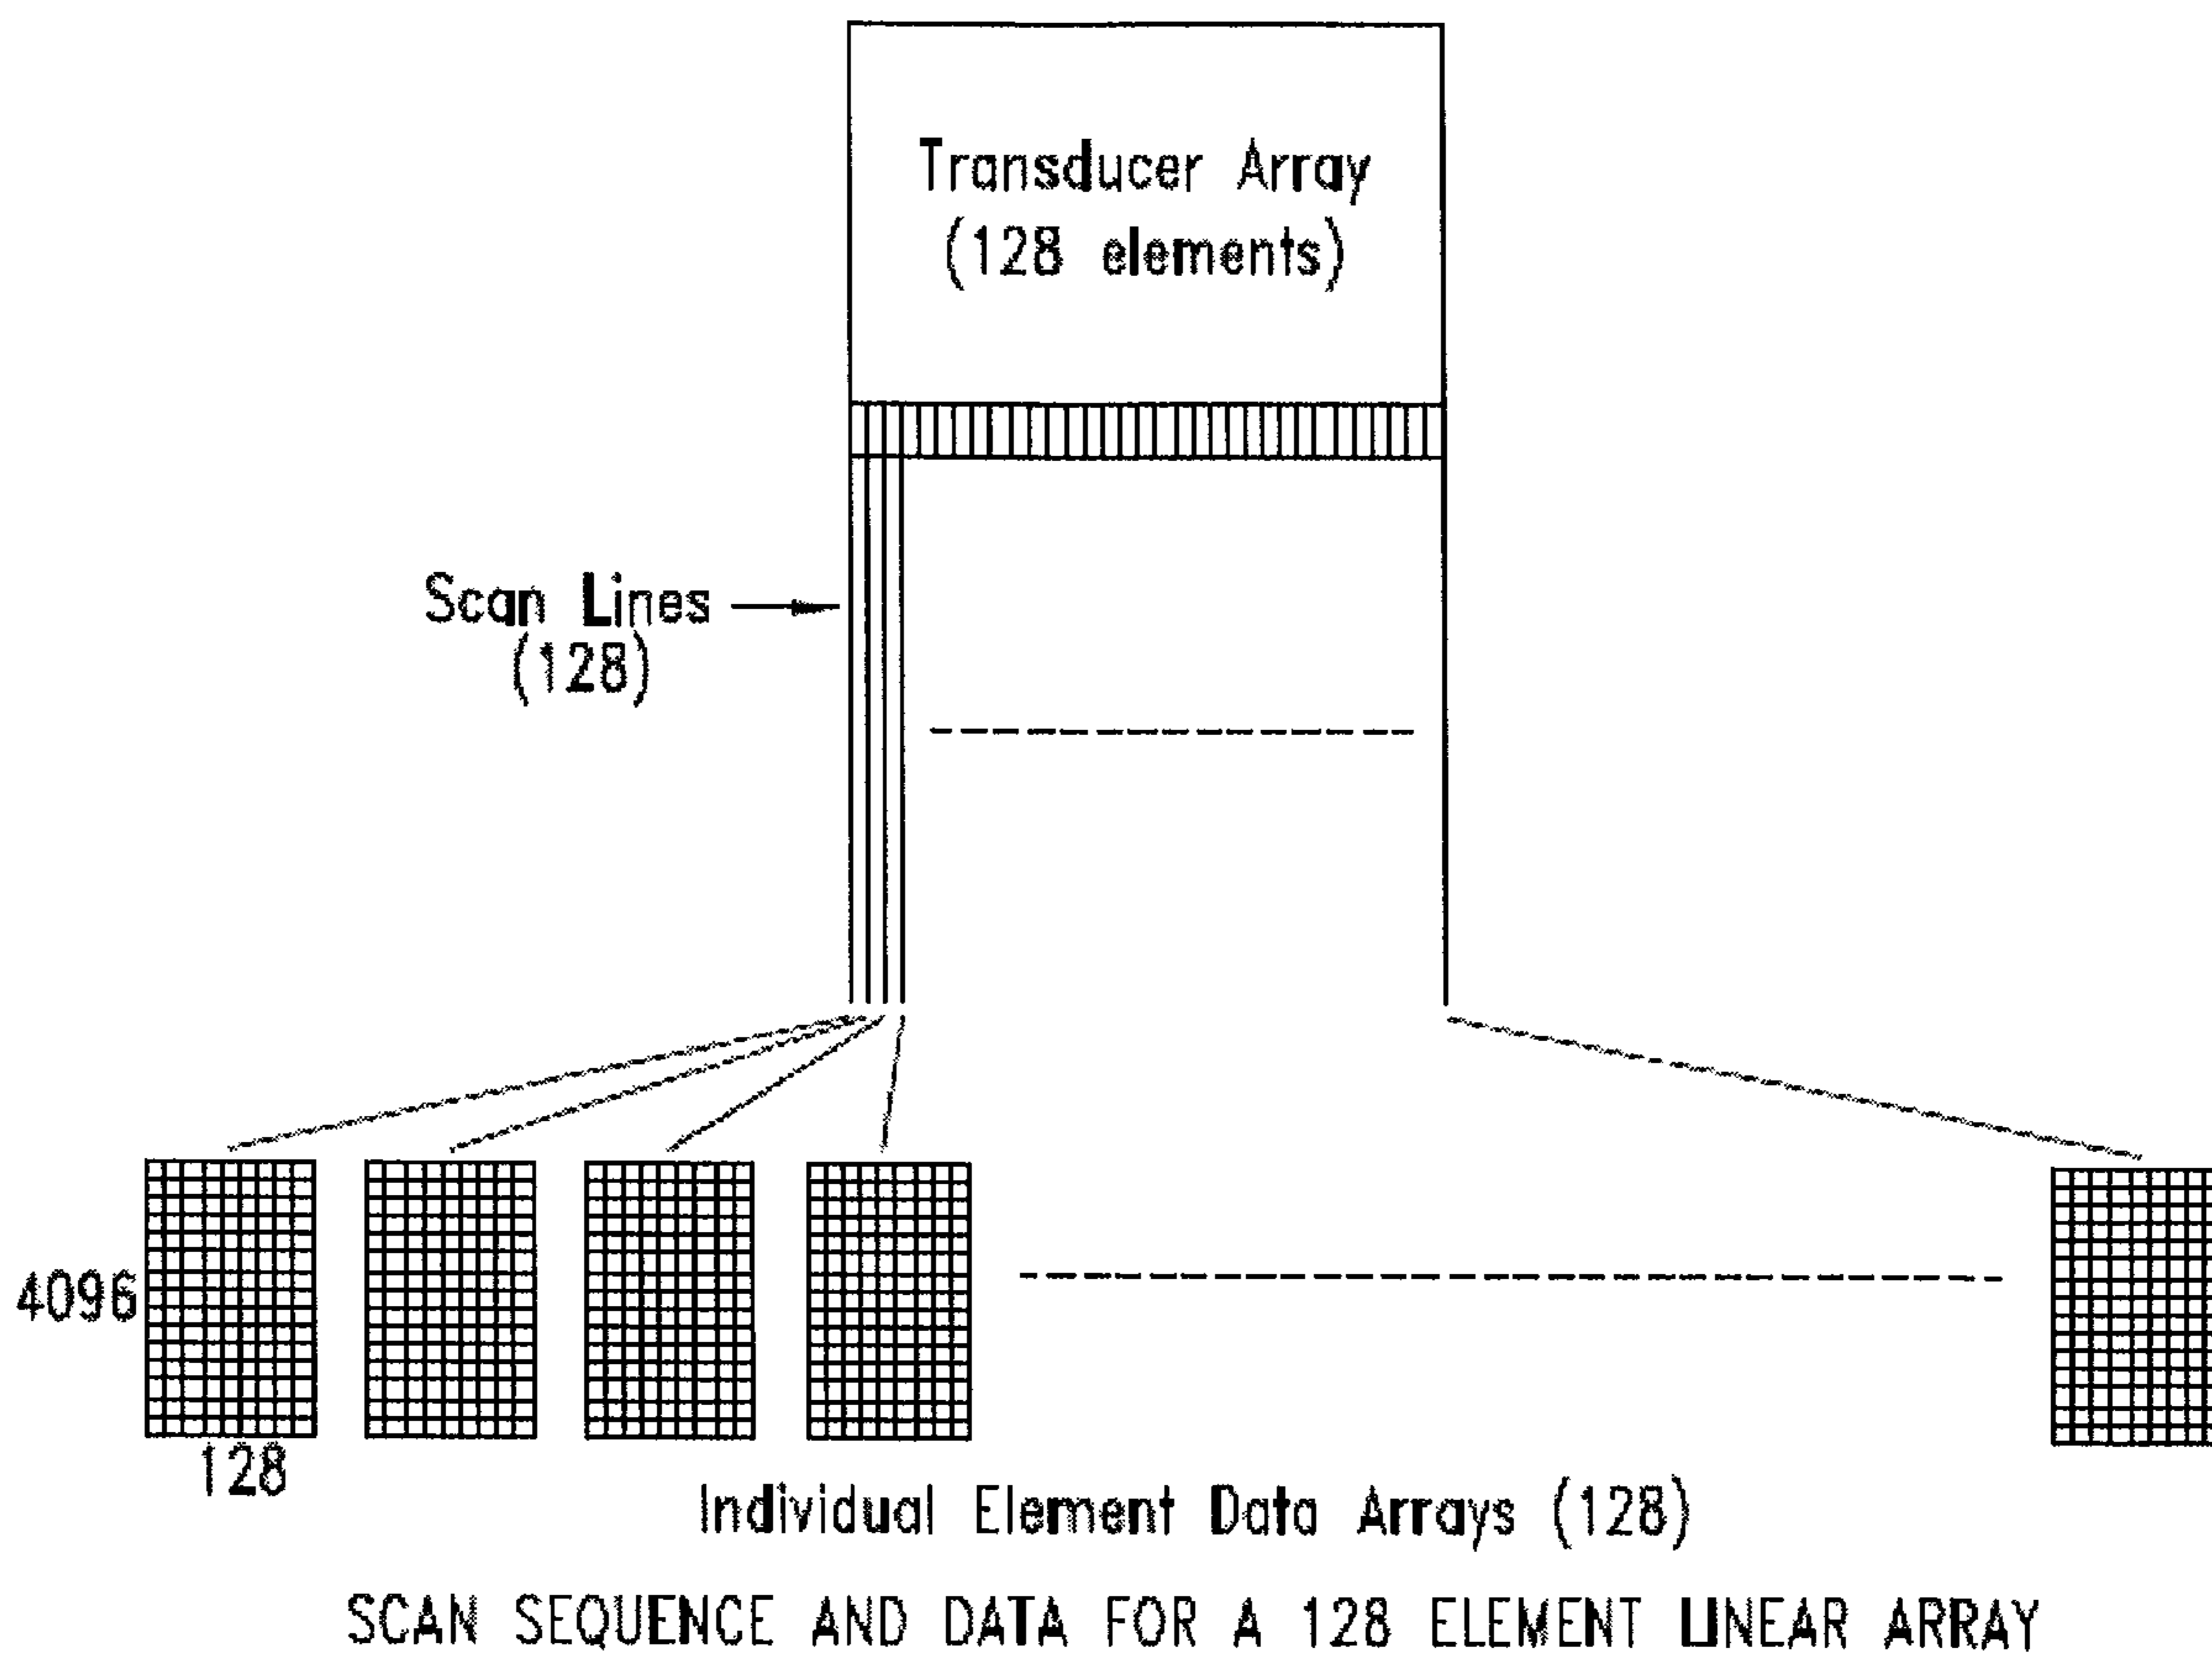 Transducer Array
(128 elements)
Scan Lines
(128)
4096
128
Individual Element Data Arrays (128)
SCAN SEQUENCE AND DATA FOR A 128 ELEMENT LINEAR ARRAY